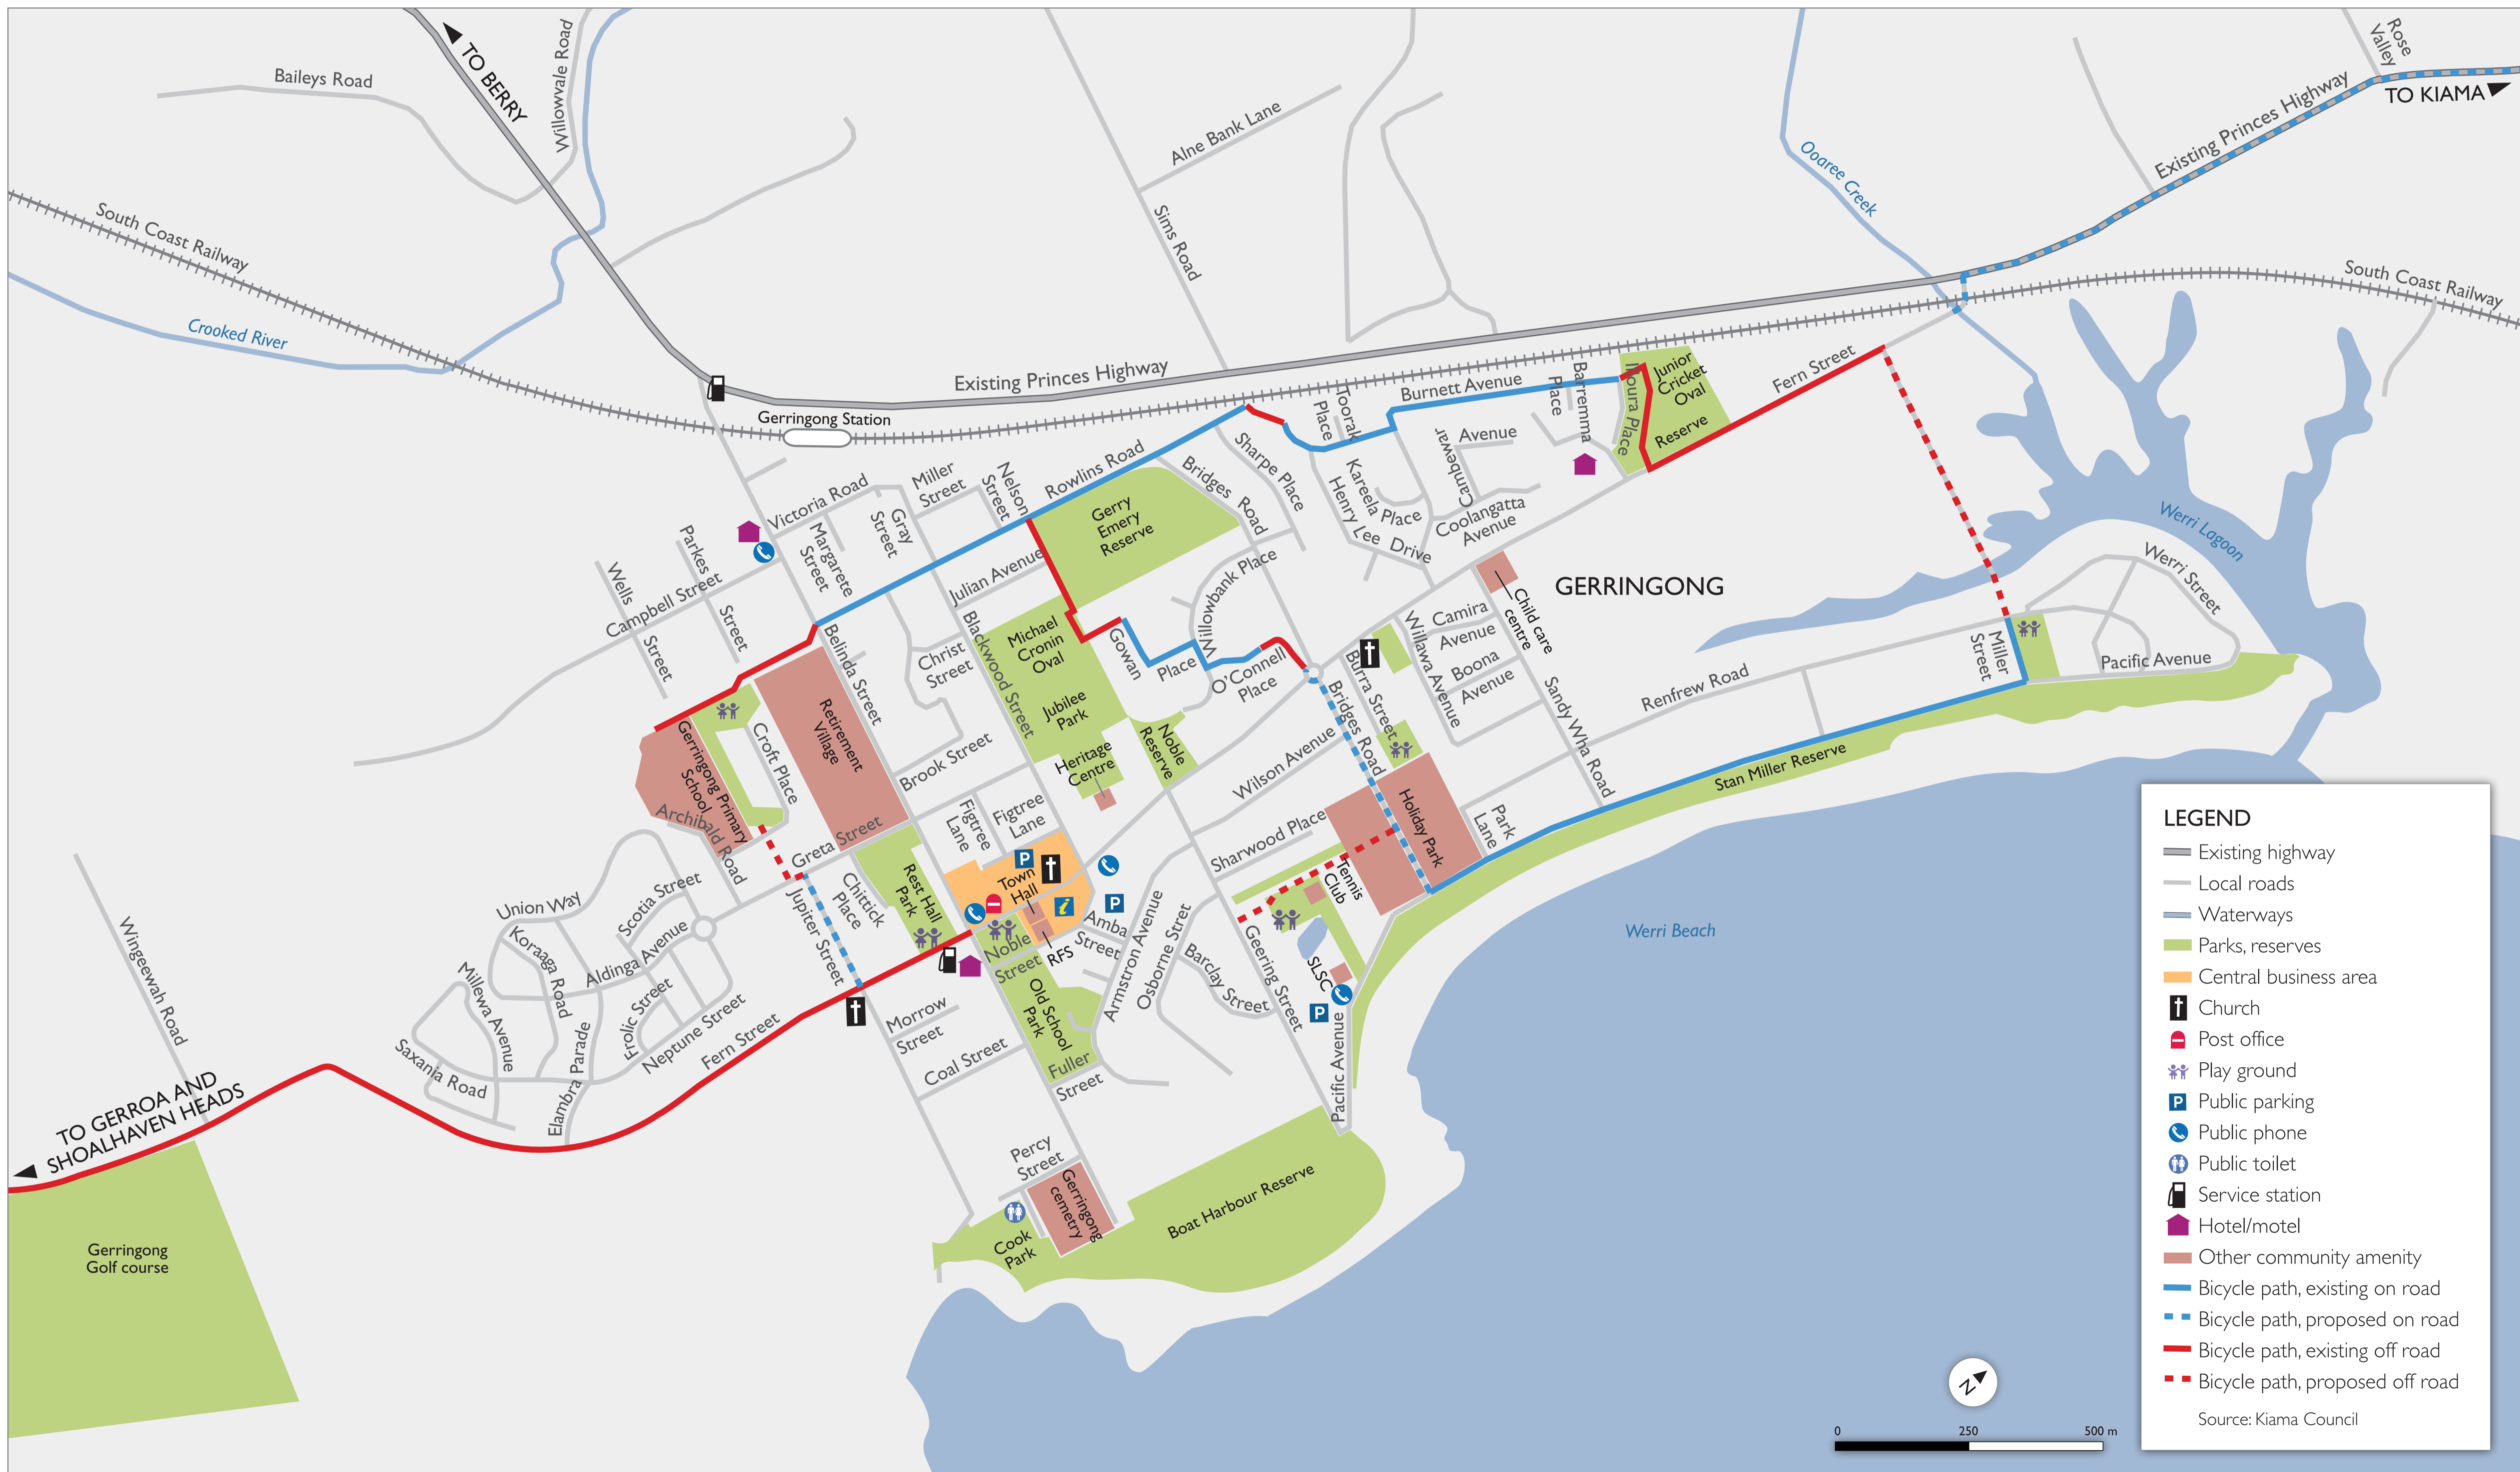 Baileys Road
TO BERRY
Willowvale Road
South Coast Railway
Crooked River
Alne Bank Lane
Sims Road
Ooaree Creek
Rose
Valley
Existing Princes Highway
TO KIAMA
South Coast Railway
Existing Princes Highway
Gerringong Station
Burnett Avenue
Toorak
Place
Barremma
Place
Moura Place
Junior
Cricket
Oval
Reserve
Fern Street
Cambewar
Avenue
Kareela Place
Henry Lee Drive
Coolangatta
Avenue
Sharpe Place
Bridges
Road
Rowlins Road
Nelson
Street
Miller
Street
Gray
Street
Victoria Road
Margarete
Street
Parkes
Street
Wells
Street
Campbell Street
Gerry
Emery
Reserve
Julian Avenue
Willowbank Place
Michael
Cronin
Oval
Gowan
Place
O'Connell
Place
Blackwood Street
Christ
Street
Belinda Street
Jubilee
Park
Heritage
Centre
Noble
Reserve
Retirement
Village
Croft Place
Gerringong Primary
School
Archibald
Road
Brook Street
Greta Street
Figtree
Lane
Figtree
Lane
Town
Hall
RFS
Amba
Street
Noble
Street
Rest Hall
Park
Chittick
Place
Jupiter Street
Union Way
Scotia Street
Koraaga Road
Aldinga Avenue
Millewa Avenue
Frolic Street
Neptune Street
Saxania Road
Elambra Parade
Fern Street
Wingeewah Road
TO GERROA AND
SHOALHAVEN HEADS
Gerringong
Golf course
Morrow
Street
Coal Street
Old School
Park
Fuller
Street
Armstron Avenue
Osborne Stret
Barclay Street
Geering Street
Percy
Street
Gerringong
cemetry
Cook
Park
Boat Harbour Reserve
Pacific Avenue
SLSC
Tennis
Club
Sharwood Place
Wilson Avenue
Bridges Road
Burra Street
Holiday Park
Park
Lane
Willawa Avenue
Camira
Avenue
Boona
Avenue
Child care
centre
GERRINGONG
Sandy Wha Road
Renfrew Road
Miller
Street
Werri Lagoon
Werri Street
Pacific Avenue
Stan Miller Reserve
Werri Beach
LEGEND
Existing highway
Local roads
Waterways
Parks, reserves
Central business area
Church
Post office
Play ground
P Public parking
Public phone
Public toilet
Service station
Hotel/motel
Other community amenity
Bicycle path, existing on road
Bicycle path, proposed on road
Bicycle path, existing off road
Bicycle path, proposed off road
Source: Kiama Council
N
0 250 500 m
P
P
P
i